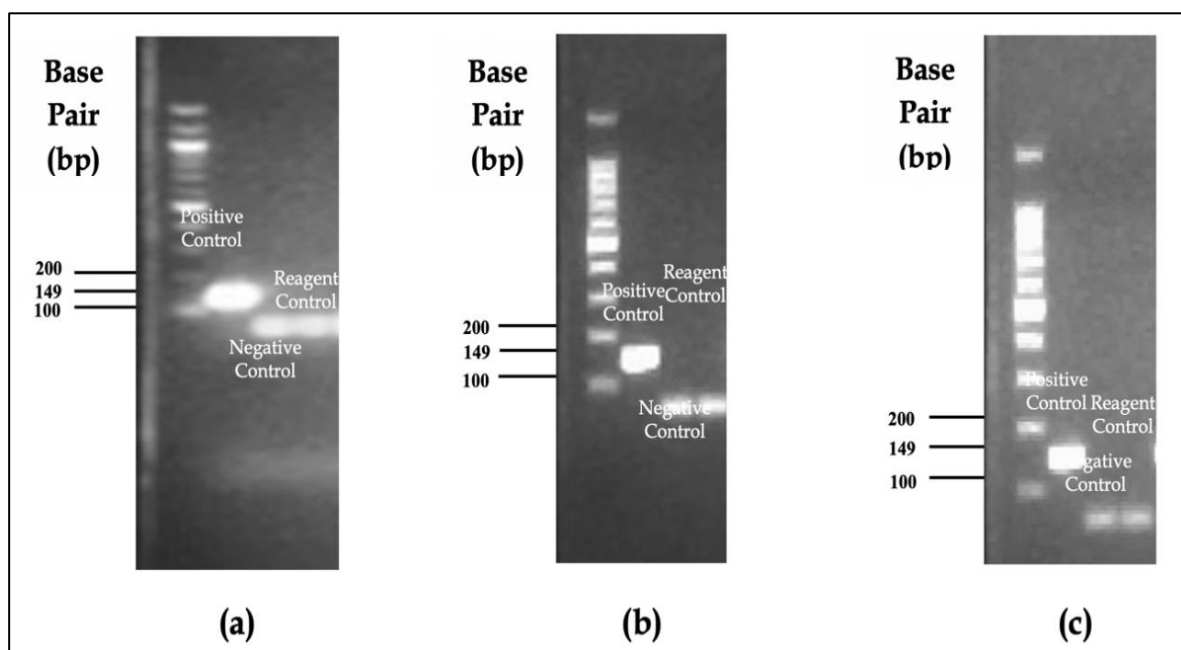 Base
Pair
(bp)
Positive
Control
200
149
100
Reagent
Control
Negative
Control
(a)
Base
Pair
(bp)
Reagent
Control
Positive
Control
200
149
100
Negative
Control
(b)
Base
Pair
(bp)
Positive
Control
Reagent
Control
200
149
100
gative
Control
(c)